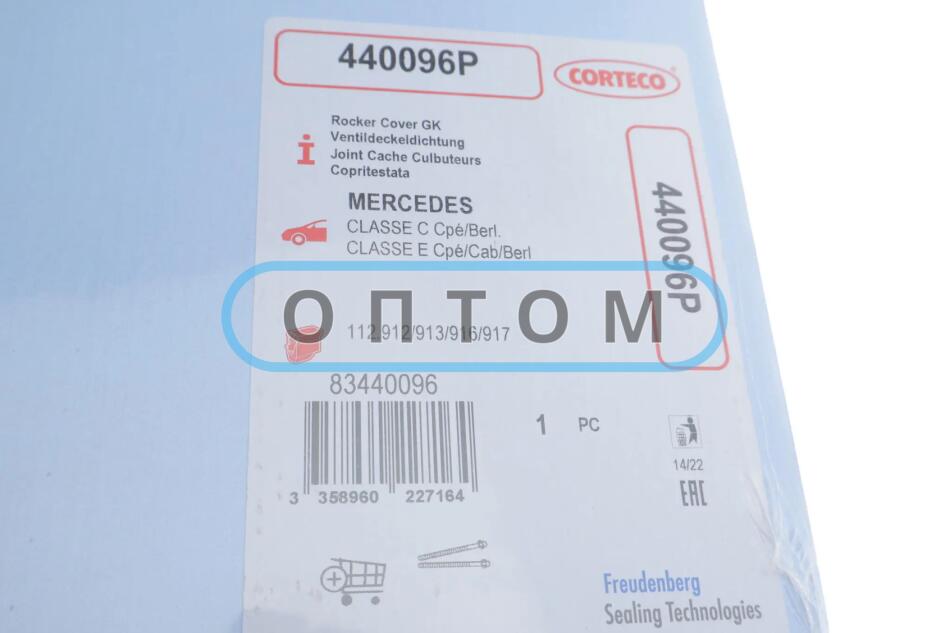 440096P
CORTECO
Rocker Cover GK
Ventildeckeldichtung
Joint Cache Culbuteurs
Copritestata
440096P
MERCEDES
CLASSE C Cpé/Berl.
CLASSE E Cpé/Cab/Berl
ОПТОМ
112.912/913/916/917
83440096
1 PC
3 358960 227164
14/22
EAC
Freudenberg
Sealing Technologies